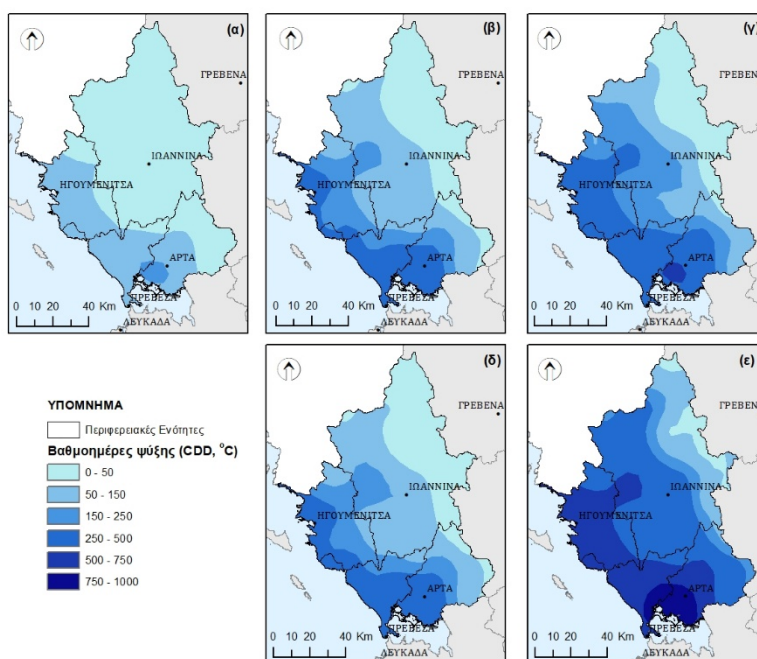 (α)
ΓΡΕΒΕΝΑ
ΙΩΑΝΝΙΝΑ
ΗΓΟΥΜΕΝΙΤΣΑ
ΑΡΤΑ
ΠΡΕΒΕΖΑ
ΛΕΥΚΑΔΑ
0 10 20 40 Km
(β)
ΓΡΕΒΕΝΑ
ΙΩΑΝΝΙΝΑ
ΗΓΟΥΜΕΝΙΤΣΑ
ΑΡΤΑ
ΠΡΕΒΕΖΑ
ΛΕΥΚΑΔΑ
0 10 20 40 Km
(γ)
ΓΡΕΒΕΝΑ
ΙΩΑΝΝΙΝΑ
ΗΓΟΥΜΕΝΙΤΣΑ
ΑΡΤΑ
ΠΡΕΒΕΖΑ
ΛΕΥΚΑΔΑ
0 10 20 40 Km
ΥΠΟΜΝΗΜΑ
Περιφερειακές Ενότητες
Βαθμοημέρες ψύξης (CDD, °C)
0 - 50
50 - 150
150 - 250
250 - 500
500 - 750
750 - 1000
(δ)
ΓΡΕΒΕΝΑ
ΙΩΑΝΝΙΝΑ
ΗΓΟΥΜΕΝΙΤΣΑ
ΑΡΤΑ
ΠΡΕΒΕΖΑ
ΛΕΥΚΑΔΑ
0 10 20 40 Km
(ε)
ΓΡΕΒΕΝΑ
ΙΩΑΝΝΙΝΑ
ΗΓΟΥΜΕΝΙΤΣΑ
ΑΡΤΑ
ΠΡΕΒΕΖΑ
ΛΕΥΚΑΔΑ
0 10 20 40 Km